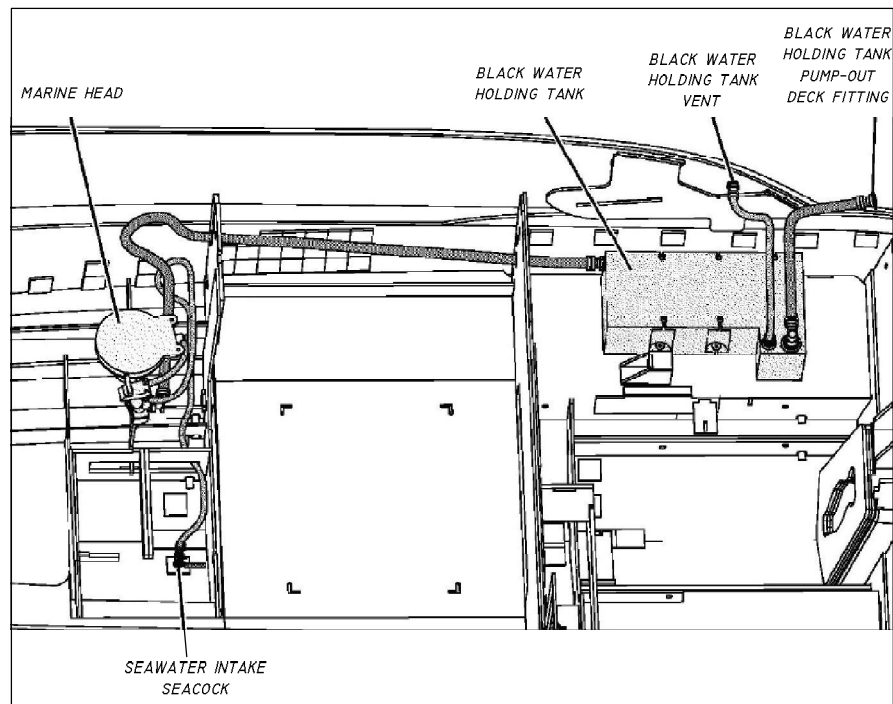 MARINE HEAD
BLACK WATER
HOLDING TANK
BLACK WATER
HOLDING TANK
VENT
BLACK WATER
HOLDING TANK
PUMP-OUT
DECK FITTING
SEAWATER INTAKE
SEACOCK